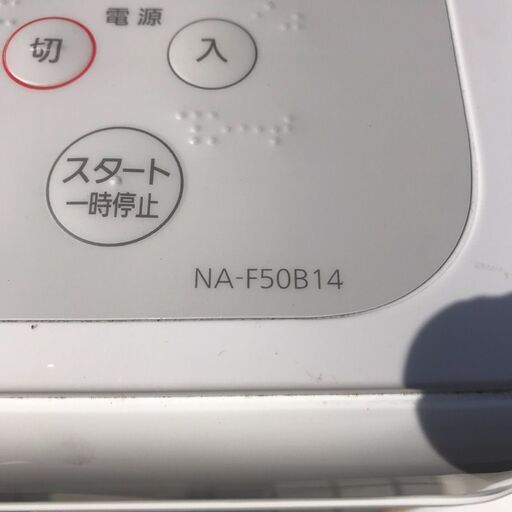 電源
切
入
スタート
一時停止
NA-F50B14